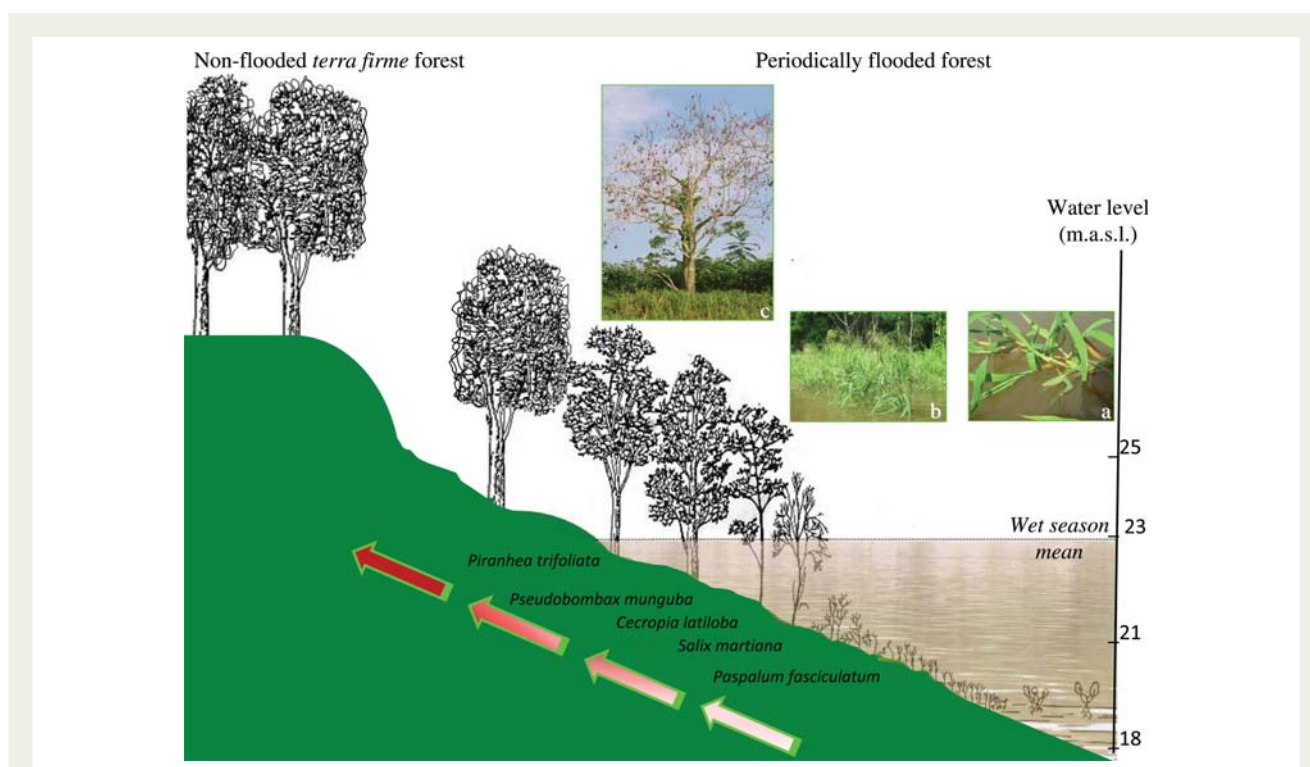 Non-flooded terra firme forest
Periodically flooded forest
Water level
(m.a.s.l.)
c
b
a
25
Wet season
mean
23
Piranhea trifoliata
Pseudobombax munguba
Cecropia latiloba
Salix martiana
21
Paspalum fasciculatum
18